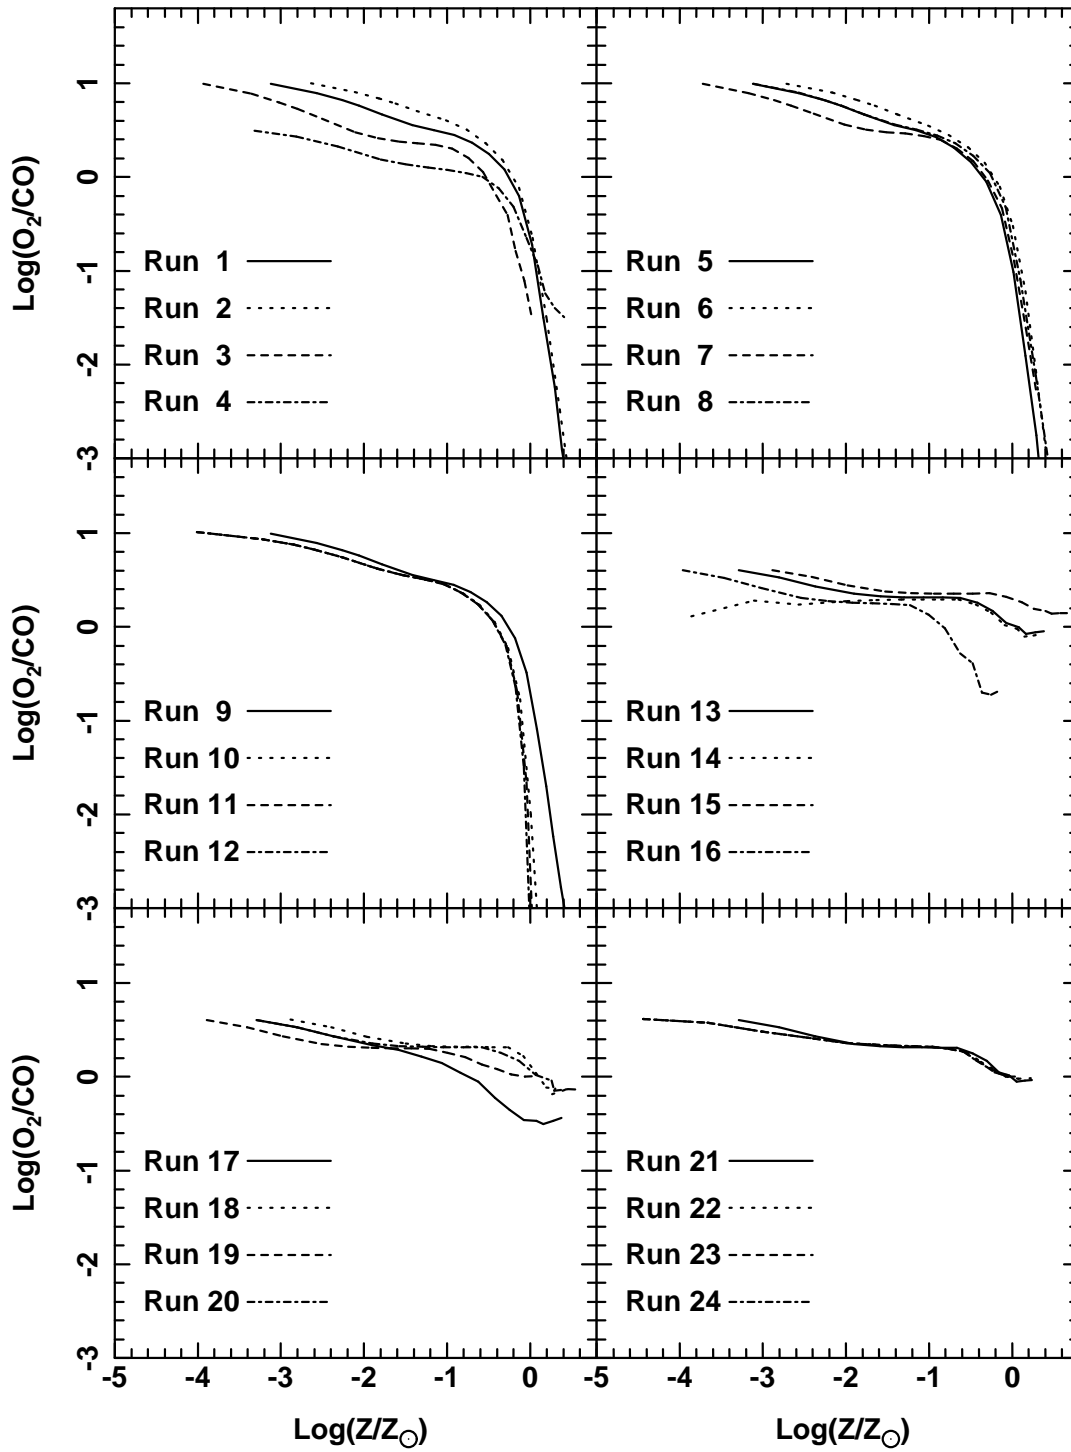 1
0
-1
-2
-3
Log(O₂/CO)
Run 1
Run 2
Run 3
Run 4
Run 5
Run 6
Run 7
Run 8
1
0
-1
-2
-3
Log(O₂/CO)
Run 9
Run 10
Run 11
Run 12
Run 13
Run 14
Run 15
Run 16
1
0
-1
-2
-3
Log(O₂/CO)
Run 17
Run 18
Run 19
Run 20
Run 21
Run 22
Run 23
Run 24
-5 -4 -3 -2 -1 0 -5 -4 -3 -2 -1 0
Log(Z/Z☉) Log(Z/Z☉)